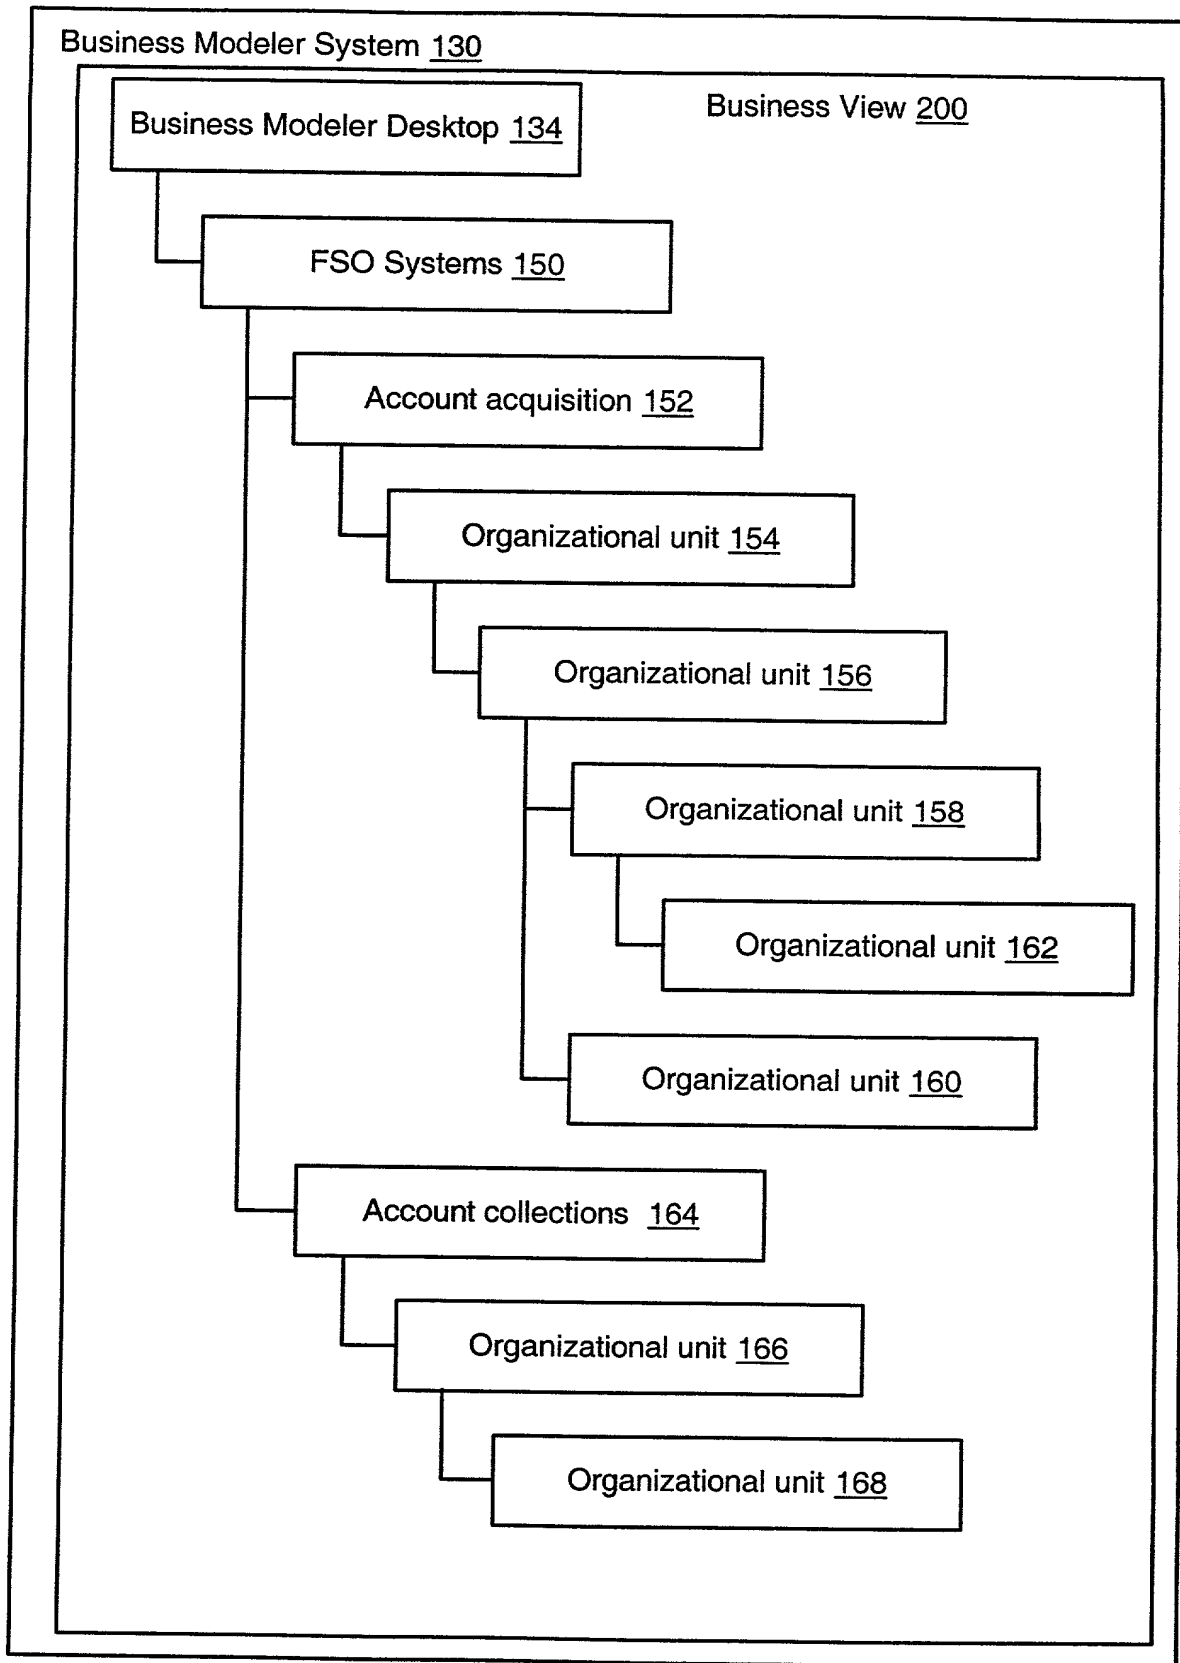 Business Modeler System 130
Business View 200
Business Modeler Desktop 134
FSO Systems 150
Account acquisition 152
Organizational unit 154
Organizational unit 156
Organizational unit 158
Organizational unit 162
Organizational unit 160
Account collections 164
Organizational unit 166
Organizational unit 168